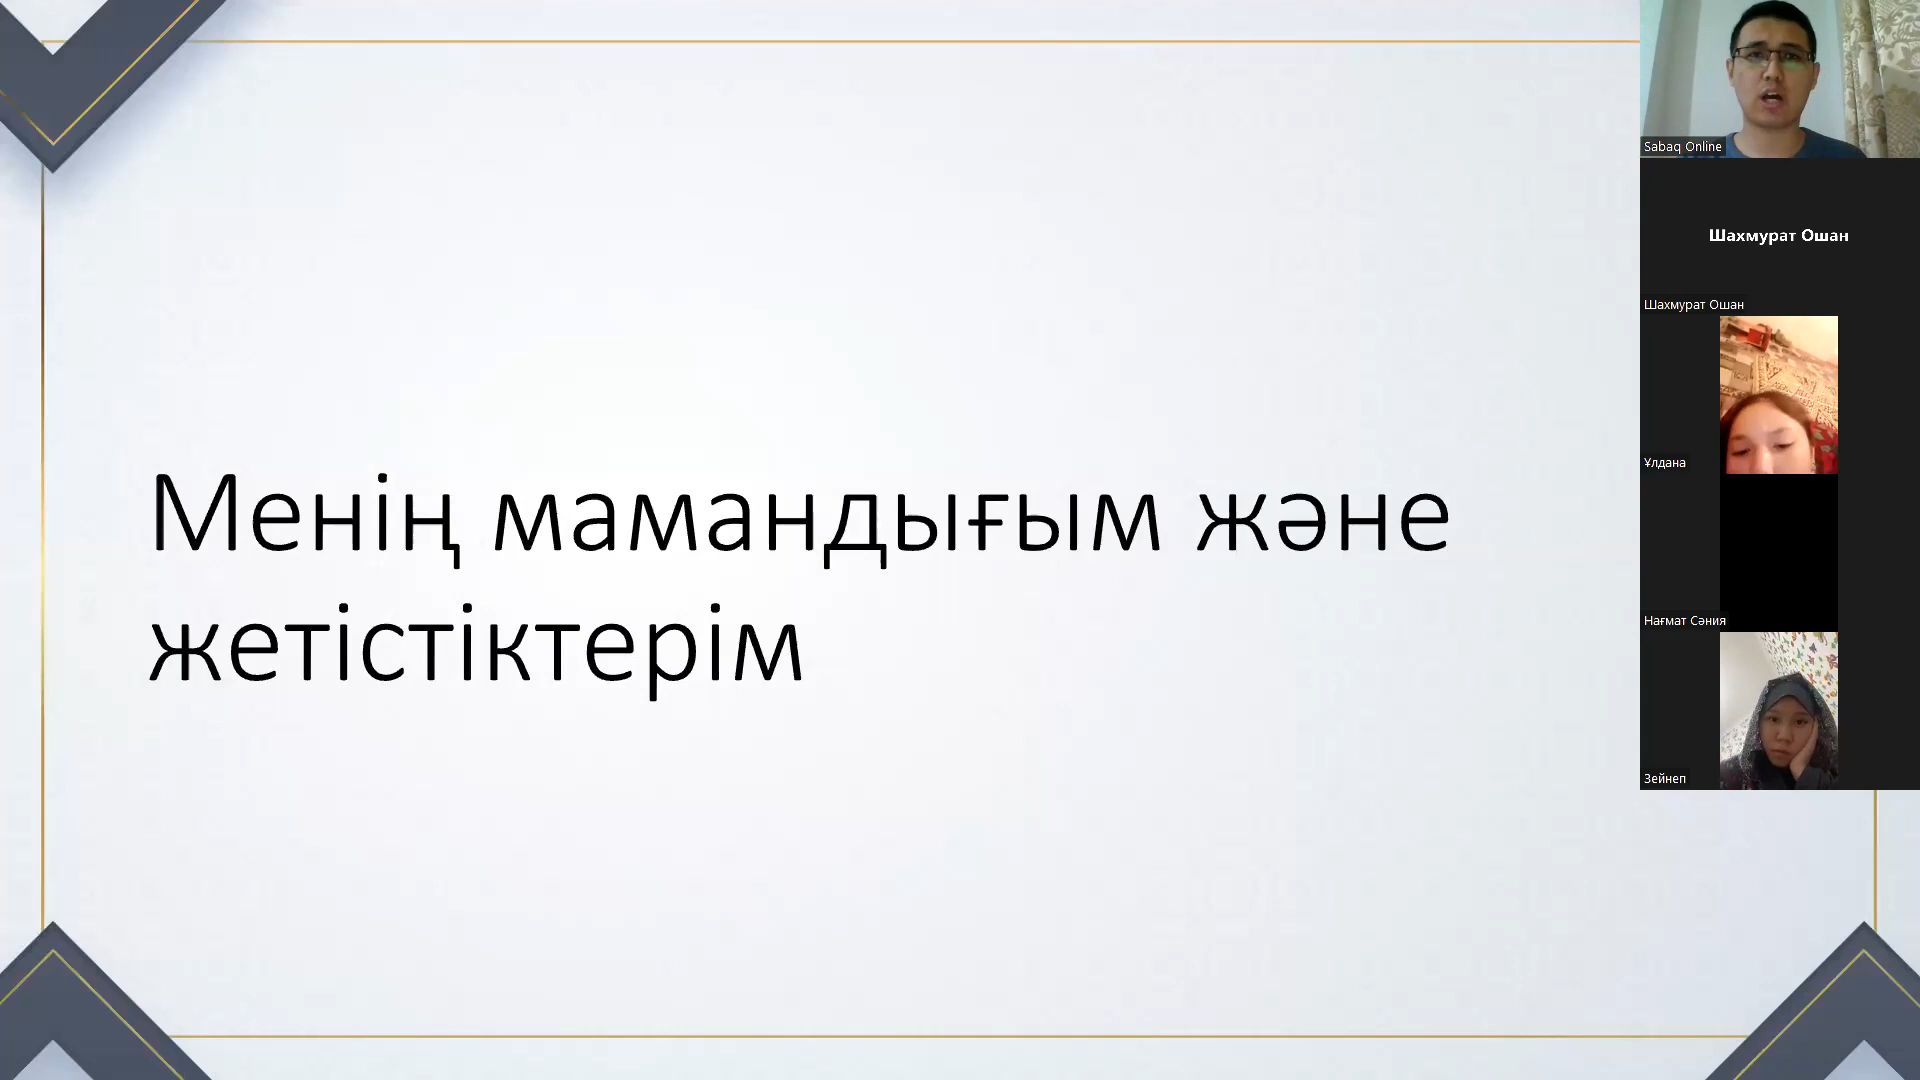 Менің мамандығым және
жетістіктерім
Sabaq Online
Шахмурат Ошан
Шахмурат Ошан
Ұлдана
Нағмат Сәния
Зейнеп